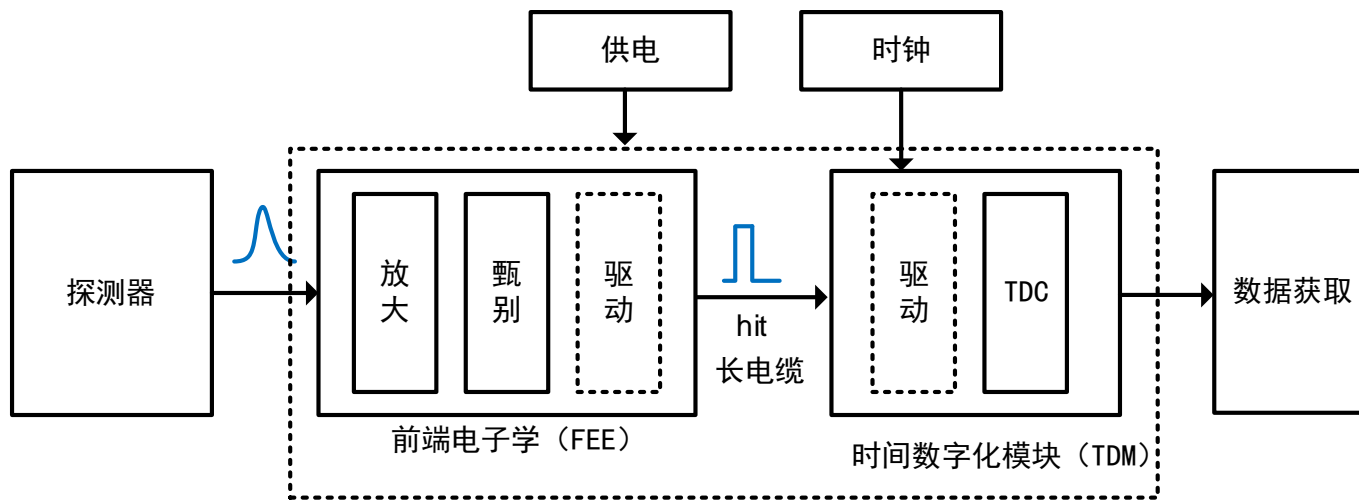 供电
时钟
探测器
放大
甄别
驱动
hit
长电缆
驱动
TDC
数据获取
前端电子学（FEE）
时间数字化模块（TDM）